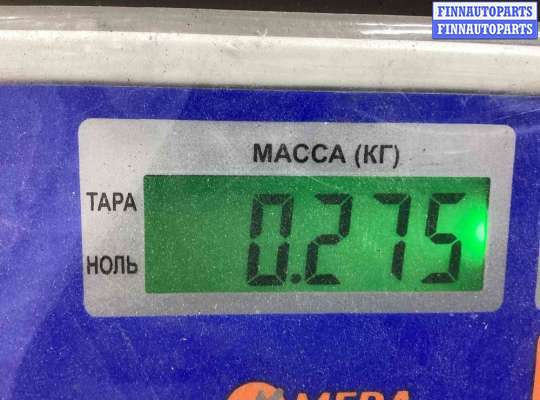 FINNAUTOPARTS
FINNAUTOPARTS
МАССА (КГ)
ТАРА
0.275
НОЛЬ